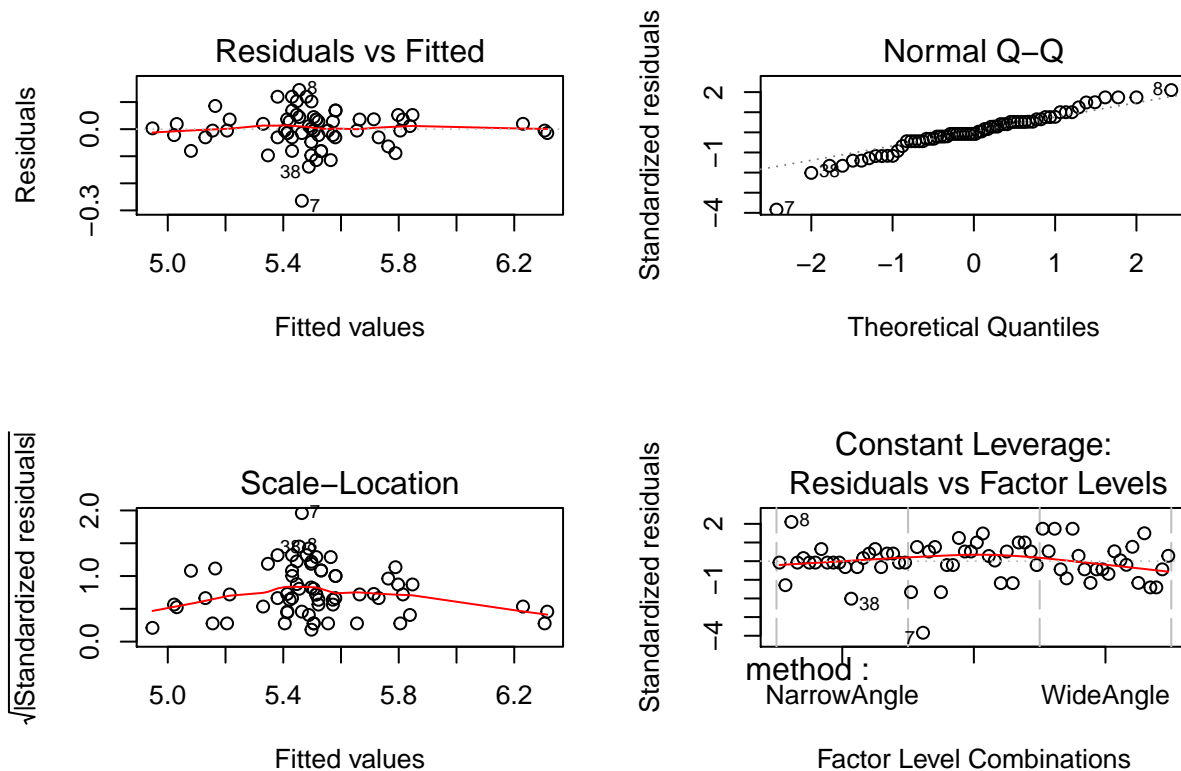 Residuals vs Fitted
Residuals
0.0
−0.3
8
38
7
5.0 5.4 5.8 6.2
Fitted values
Normal Q−Q
Standardized residuals
2
−1
−4
8
38
7
−2 −1 0 1 2
Theoretical Quantiles
Scale−Location
√|Standardized residuals|
2.0
1.0
0.0
7
38
8
5.0 5.4 5.8 6.2
Fitted values
Constant Leverage:
Residuals vs Factor Levels
Standardized residuals
2
−1
−4
8
38
7
method :
NarrowAngle WideAngle
Factor Level Combinations